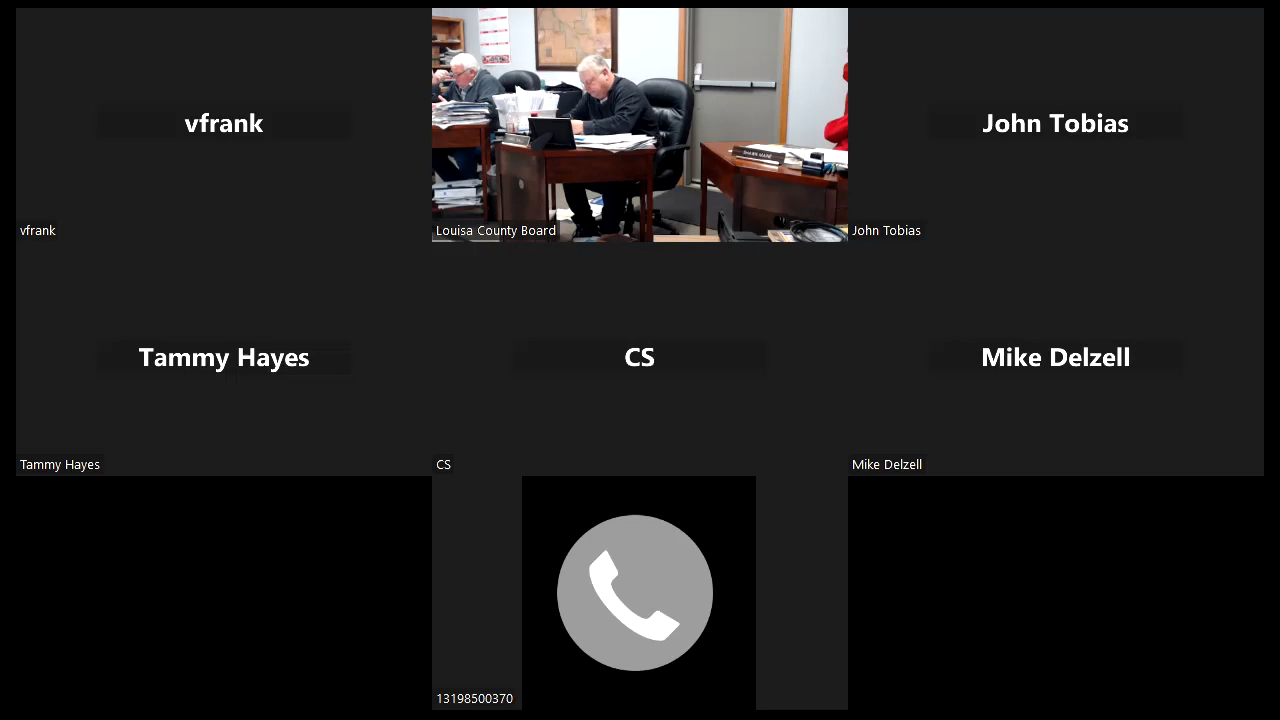 vfrank
John Tobias
vfrank
Louisa County Board
John Tobias
Tammy Hayes
CS
Mike Delzell
Tammy Hayes
CS
Mike Delzell
13198500370